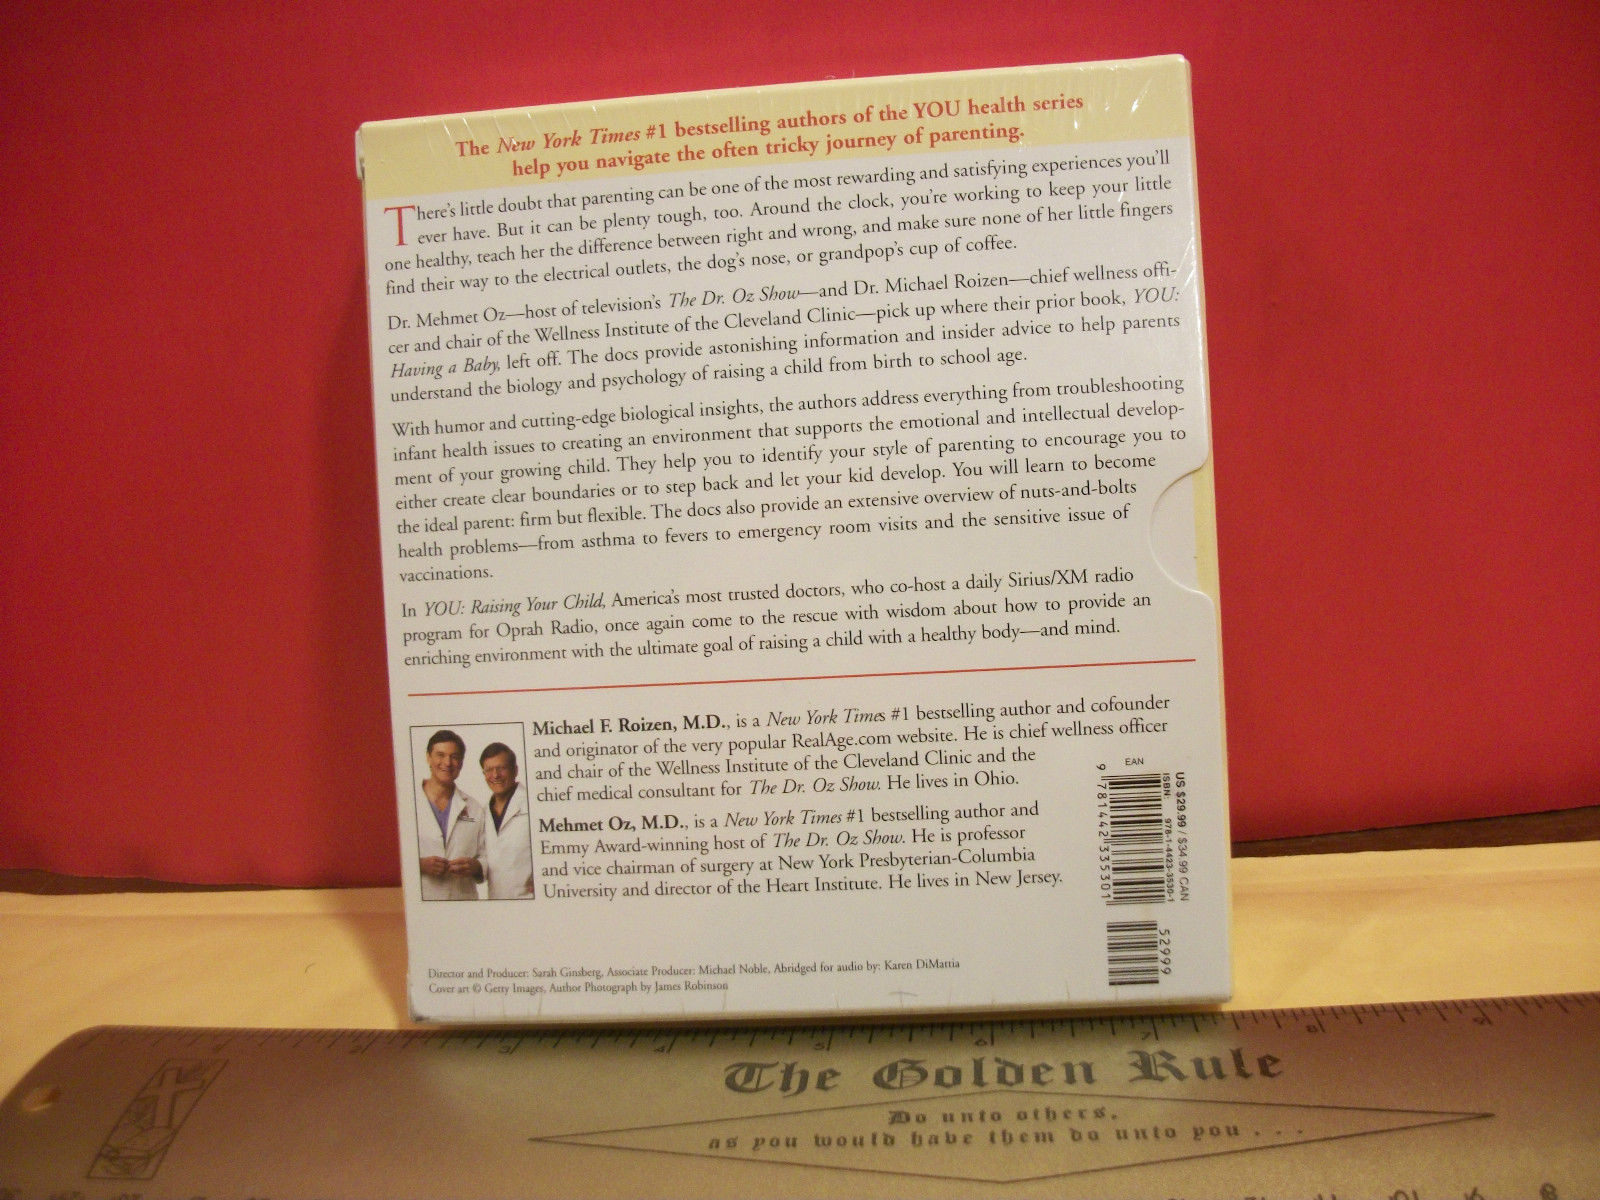 The New York Times #1 bestselling authors of the YOU health series
help you navigate the often tricky journey of parenting.
There's little doubt that parenting can be one of the most rewarding and satisfying experiences you'll
ever have. But it can be plenty tough, too. Around the clock, you're working to keep your little
one healthy, teach her the difference between right and wrong, and make sure none of her little fingers
find their way to the electrical outlets, the dog's nose, or grandpop's cup of coffee.
Dr. Mehmet Oz—host of television's The Dr. Oz Show—and Dr. Michael Roizen—chief wellness offi-
cer and chair of the Wellness Institute of the Cleveland Clinic—pick up where their prior book, YOU:
Having a Baby, left off. The docs provide astonishing information and insider advice to help parents
understand the biology and psychology of raising a child from birth to school age.
With humor and cutting-edge biological insights, the authors address everything from troubleshooting
infant health issues to creating an environment that supports the emotional and intellectual develop-
ment of your growing child. They help you to identify your style of parenting to encourage you to
either create clear boundaries or to step back and let your kid develop. You will learn to become
the ideal parent: firm but flexible. The docs also provide an extensive overview of nuts-and-bolts
health problems—from asthma to fevers to emergency room visits and the sensitive issue of
vaccinations.
In YOU: Raising Your Child, America's most trusted doctors, who co-host a daily Sirius/XM radio
program for Oprah Radio, once again come to the rescue with wisdom about how to provide an
enriching environment with the ultimate goal of raising a child with a healthy body—and mind.
Michael F. Roizen, M.D., is a New York Times #1 bestselling author and cofounder
and originator of the very popular RealAge.com website. He is chief wellness officer
and chair of the Wellness Institute of the Cleveland Clinic and the
chief medical consultant for The Dr. Oz Show. He lives in Ohio.
Mehmet Oz, M.D., is a New York Times #1 bestselling author and
Emmy Award-winning host of The Dr. Oz Show. He is professor
and vice chairman of surgery at New York Presbyterian-Columbia
University and director of the Heart Institute. He lives in New Jersey.
EAN
US $29.99 / $34.99 CAN
ISBN: 978-1-4423-3530-1
9 781442 335301
52999
Director and Producer: Sarah Ginsberg, Associate Producer: Michael Noble, Abridged for audio by: Karen DiMattia
Cover art © Getty Images, Author Photograph by James Robinson
2 3 4 5 6 7 8 9
The Golden Rule
Do unto others,
as you would have them do unto you . . .